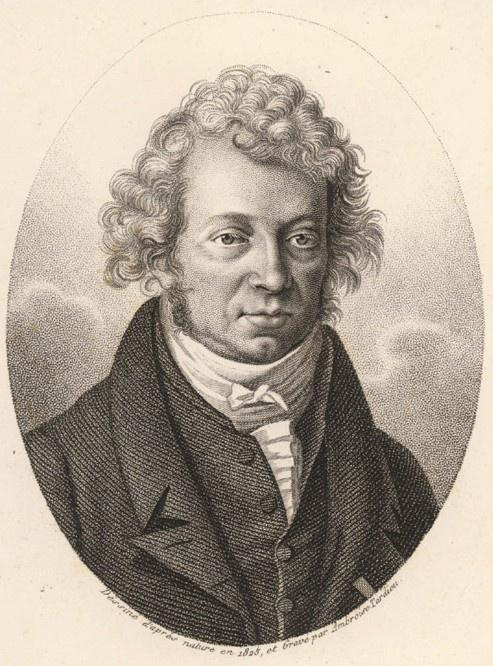 Dessiné d'après nature en 1825, et Gravé par Ambroise Tardieu.